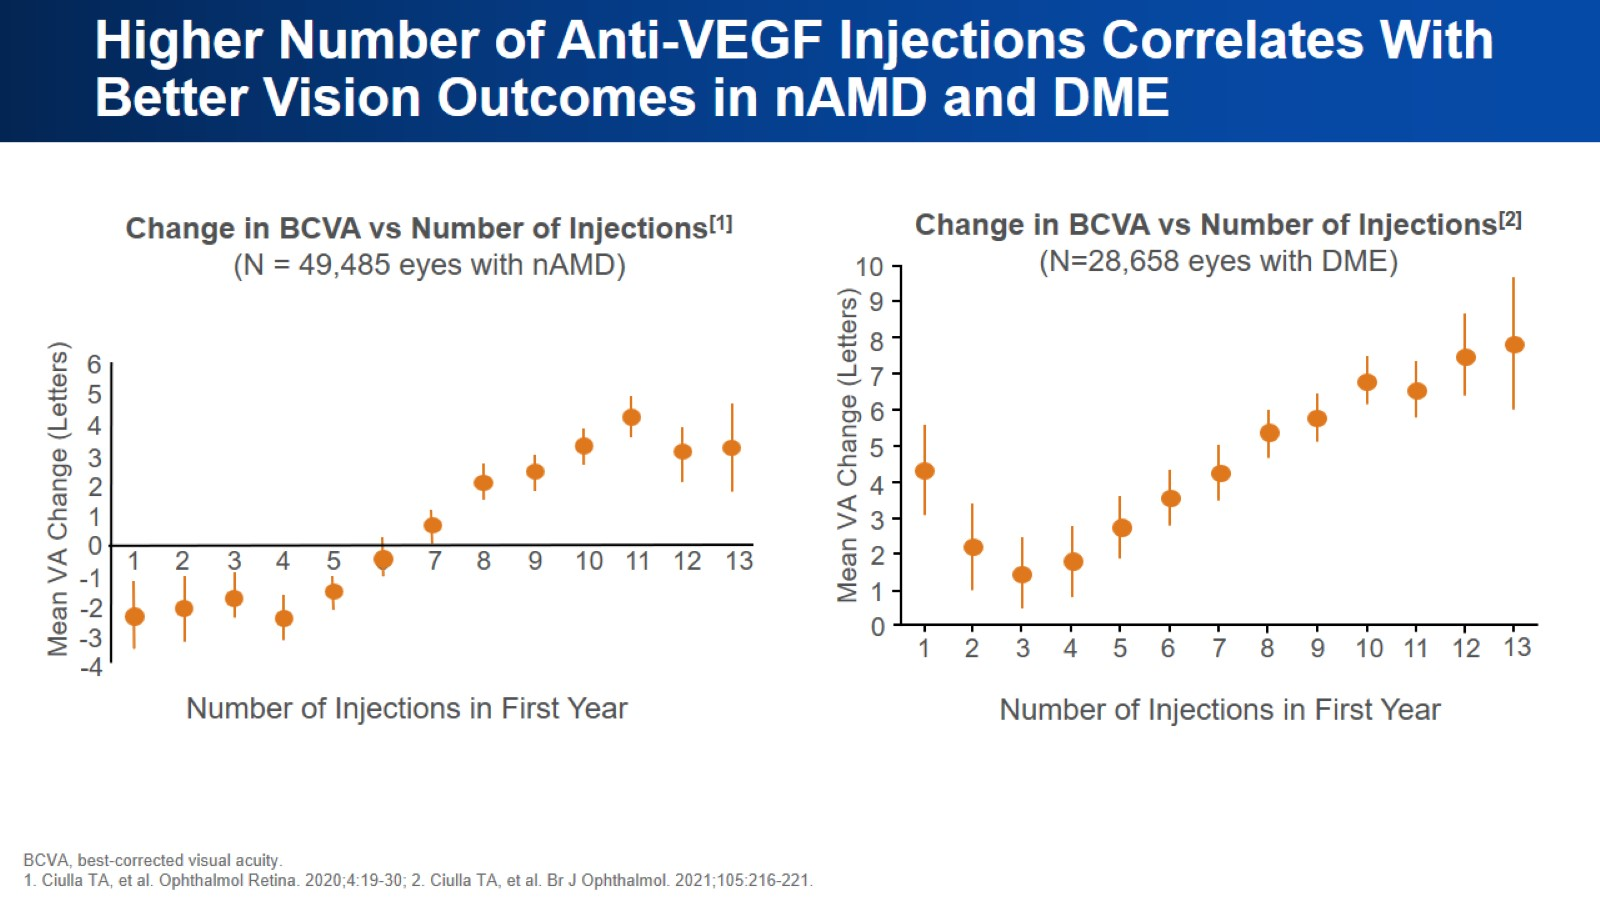 Higher Number of Anti-VEGF Injections Correlates With
Better Vision Outcomes in nAMD and DME
Change in BCVA vs Number of Injections[1]
(N = 49,485 eyes with nAMD)
Mean VA Change (Letters)
6
5
4
3
2
1
0
-1
-2
-3
-4
1 2 3 4 5 6 7 8 9 10 11 12 13
Number of Injections in First Year
Change in BCVA vs Number of Injections[2]
(N=28,658 eyes with DME)
Mean VA Change (Letters)
10
9
8
7
6
5
4
3
2
1
0
1 2 3 4 5 6 7 8 9 10 11 12 13
Number of Injections in First Year
BCVA, best-corrected visual acuity.
1. Ciulla TA, et al. Ophthalmol Retina. 2020;4:19-30; 2. Ciulla TA, et al. Br J Ophthalmol. 2021;105:216-221.